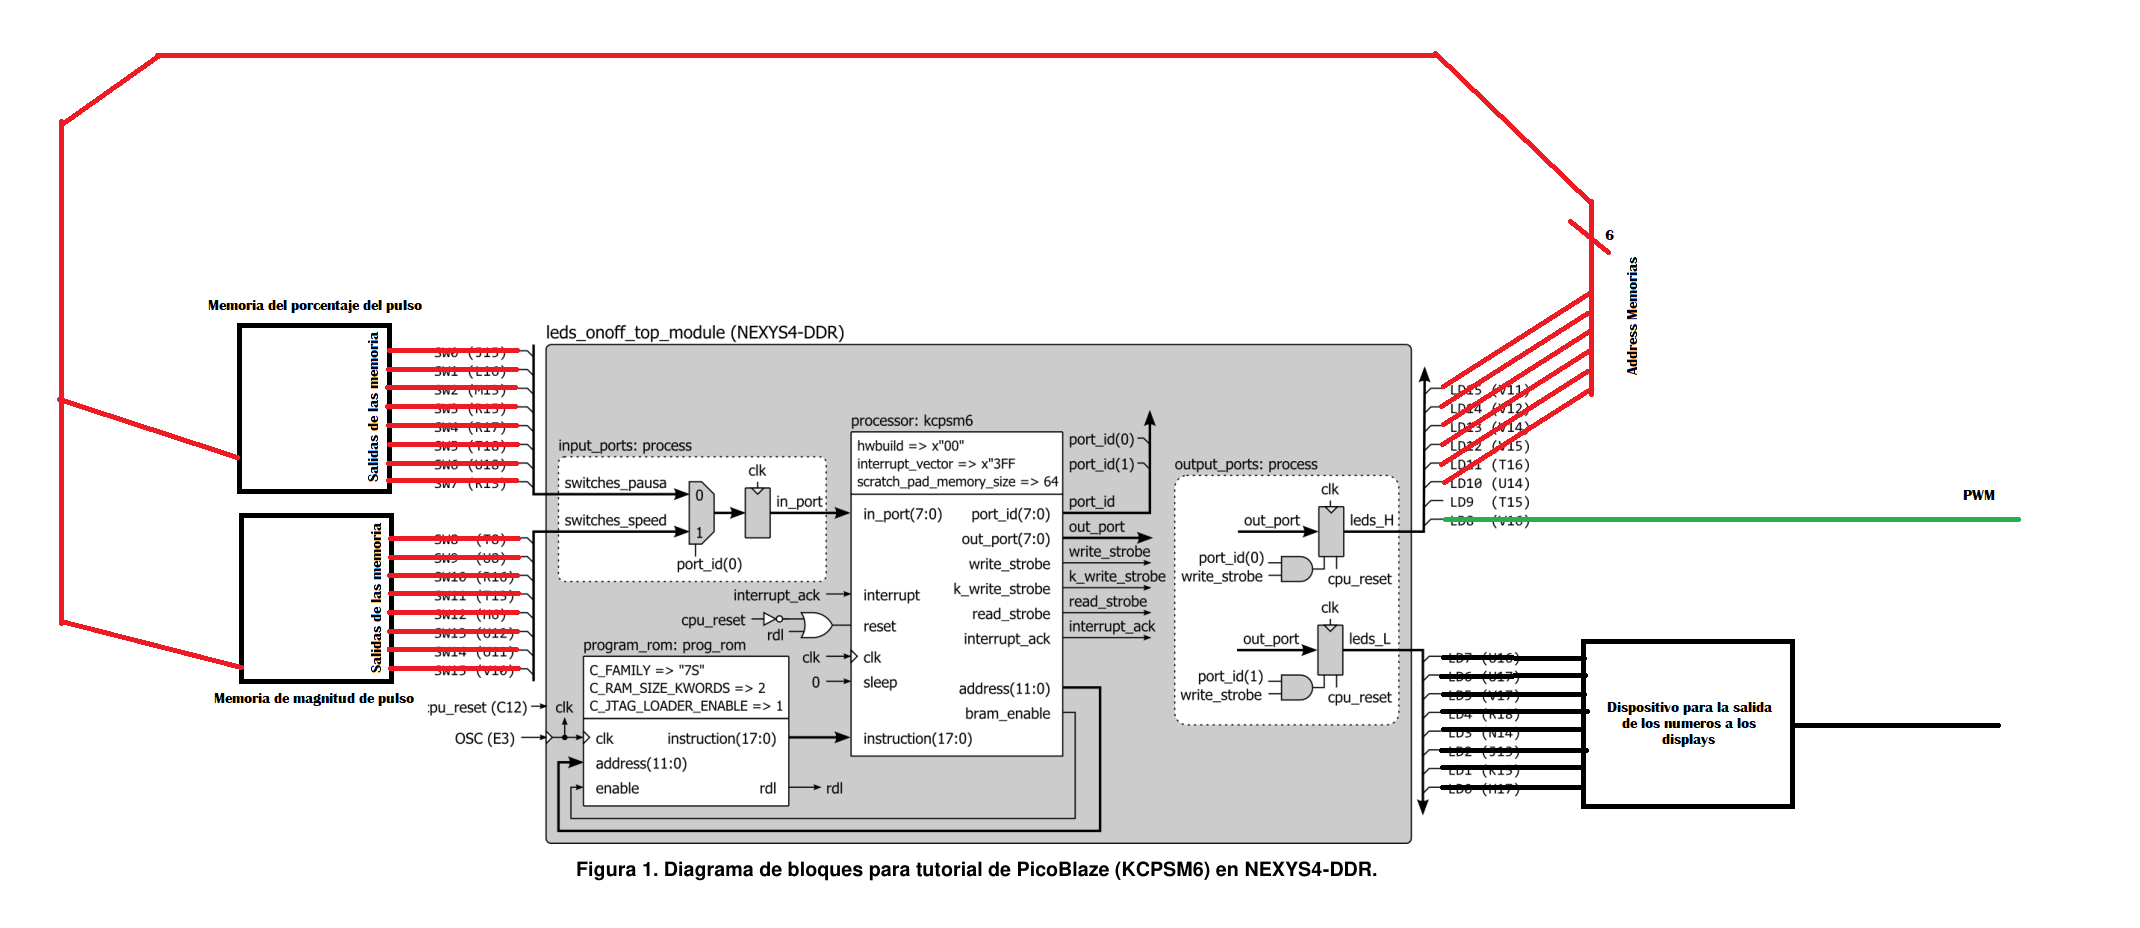 6
Address Memorias
Memoria del porcentaje del pulso
Salidas de las memoria
SW0 (J15)
SW1 (L16)
SW2 (M13)
SW3 (R15)
SW4 (R17)
SW5 (T18)
SW6 (U18)
SW7 (R13)
Salidas de las memoria
SW8 (T8)
SW9 (U8)
SW10 (R16)
SW11 (T13)
SW12 (H6)
SW13 (U12)
SW14 (U11)
SW15 (V10)
Memoria de magnitud de pulso
cpu_reset (C12)
clk
OSC (E3)
leds_onoff_top_module (NEXYS4-DDR)
input_ports: process
switches_pausa
switches_speed
0
1
port_id(0)
clk
in_port
interrupt_ack
cpu_reset
rdl
clk
0
program_rom: prog_rom
C_FAMILY => "7S"
C_RAM_SIZE_KWORDS => 2
C_JTAG_LOADER_ENABLE => 1
clk
instruction(17:0)
address(11:0)
enable
rdl
rdl
processor: kcpsm6
hwbuild => x"00"
interrupt_vector => x"3FF
scratch_pad_memory_size => 64
in_port(7:0)
port_id(7:0)
out_port(7:0)
write_strobe
k_write_strobe
interrupt
read_strobe
reset
interrupt_ack
clk
sleep
address(11:0)
bram_enable
instruction(17:0)
port_id(0)
port_id(1)
port_id
out_port
write_strobe
k_write_strobe
read_strobe
interrupt_ack
output_ports: process
clk
out_port
leds_H
port_id(0)
write_strobe
cpu_reset
clk
out_port
leds_L
port_id(1)
write_strobe
cpu_reset
LD15 (V11)
LD14 (V12)
LD13 (V14)
LD12 (V15)
LD11 (T16)
LD10 (U14)
LD9 (T15)
LD8 (V16)
PWM
LD7 (U16)
LD6 (U17)
LD5 (V17)
LD4 (R18)
LD3 (N14)
LD2 (J13)
LD1 (K15)
LD0 (H17)
Dispositivo para la salida
de los numeros a los
displays
Figura 1. Diagrama de bloques para tutorial de PicoBlaze (KCPSM6) en NEXYS4-DDR.